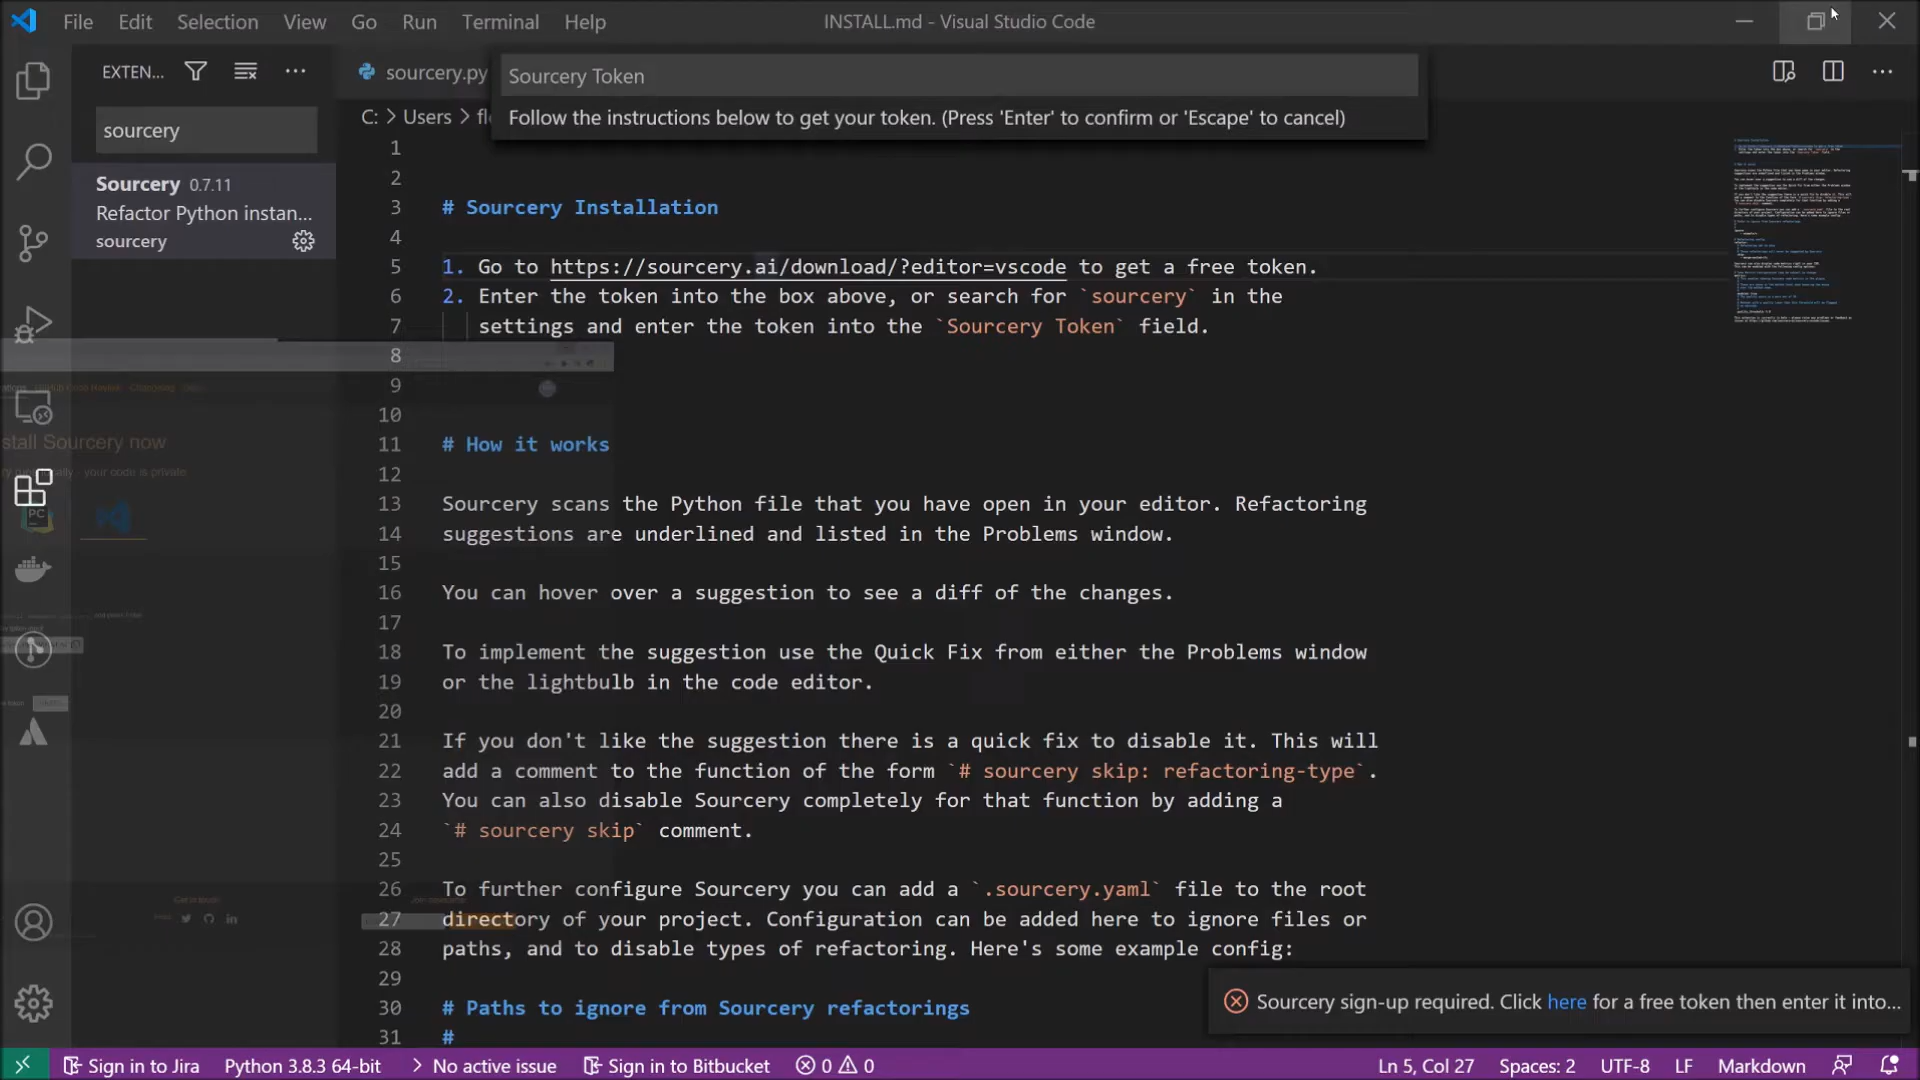 File Edit Selection View Go Run Terminal Help
INSTALL.md - Visual Studio Code
EXTEN...
sourcery.py
Sourcery Token
Follow the instructions below to get your token. (Press 'Enter' to confirm or 'Escape' to cancel)
C: > Users >
sourcery
Sourcery 0.7.11
Refactor Python instan...
sourcery
1
2
3 # Sourcery Installation
4
5 1. Go to https://sourcery.ai/download/?editor=vscode to get a free token.
6 2. Enter the token into the box above, or search for `sourcery` in the
7 settings and enter the token into the `Sourcery Token` field.
8
9
10
11 # How it works
12
13 Sourcery scans the Python file that you have open in your editor. Refactoring
14 suggestions are underlined and listed in the Problems window.
15
16 You can hover over a suggestion to see a diff of the changes.
17
18 To implement the suggestion use the Quick Fix from either the Problems window
19 or the lightbulb in the code editor.
20
21 If you don't like the suggestion there is a quick fix to disable it. This will
22 add a comment to the function of the form `# sourcery skip: refactoring-type`.
23 You can also disable Sourcery completely for that function by adding a
24 `# sourcery skip` comment.
25
26 To further configure Sourcery you can add a `.sourcery.yaml` file to the root
27 directory of your project. Configuration can be added here to ignore files or
28 paths, and to disable types of refactoring. Here's some example config:
29
30 # Paths to ignore from Sourcery refactorings
31 #
stall Sourcery now
your code is private
PC
Sourcery sign-up required. Click here for a free token then enter it into...
Sign in to Jira Python 3.8.3 64-bit > No active issue Sign in to Bitbucket 0 0
Ln 5, Col 27 Spaces: 2 UTF-8 LF Markdown